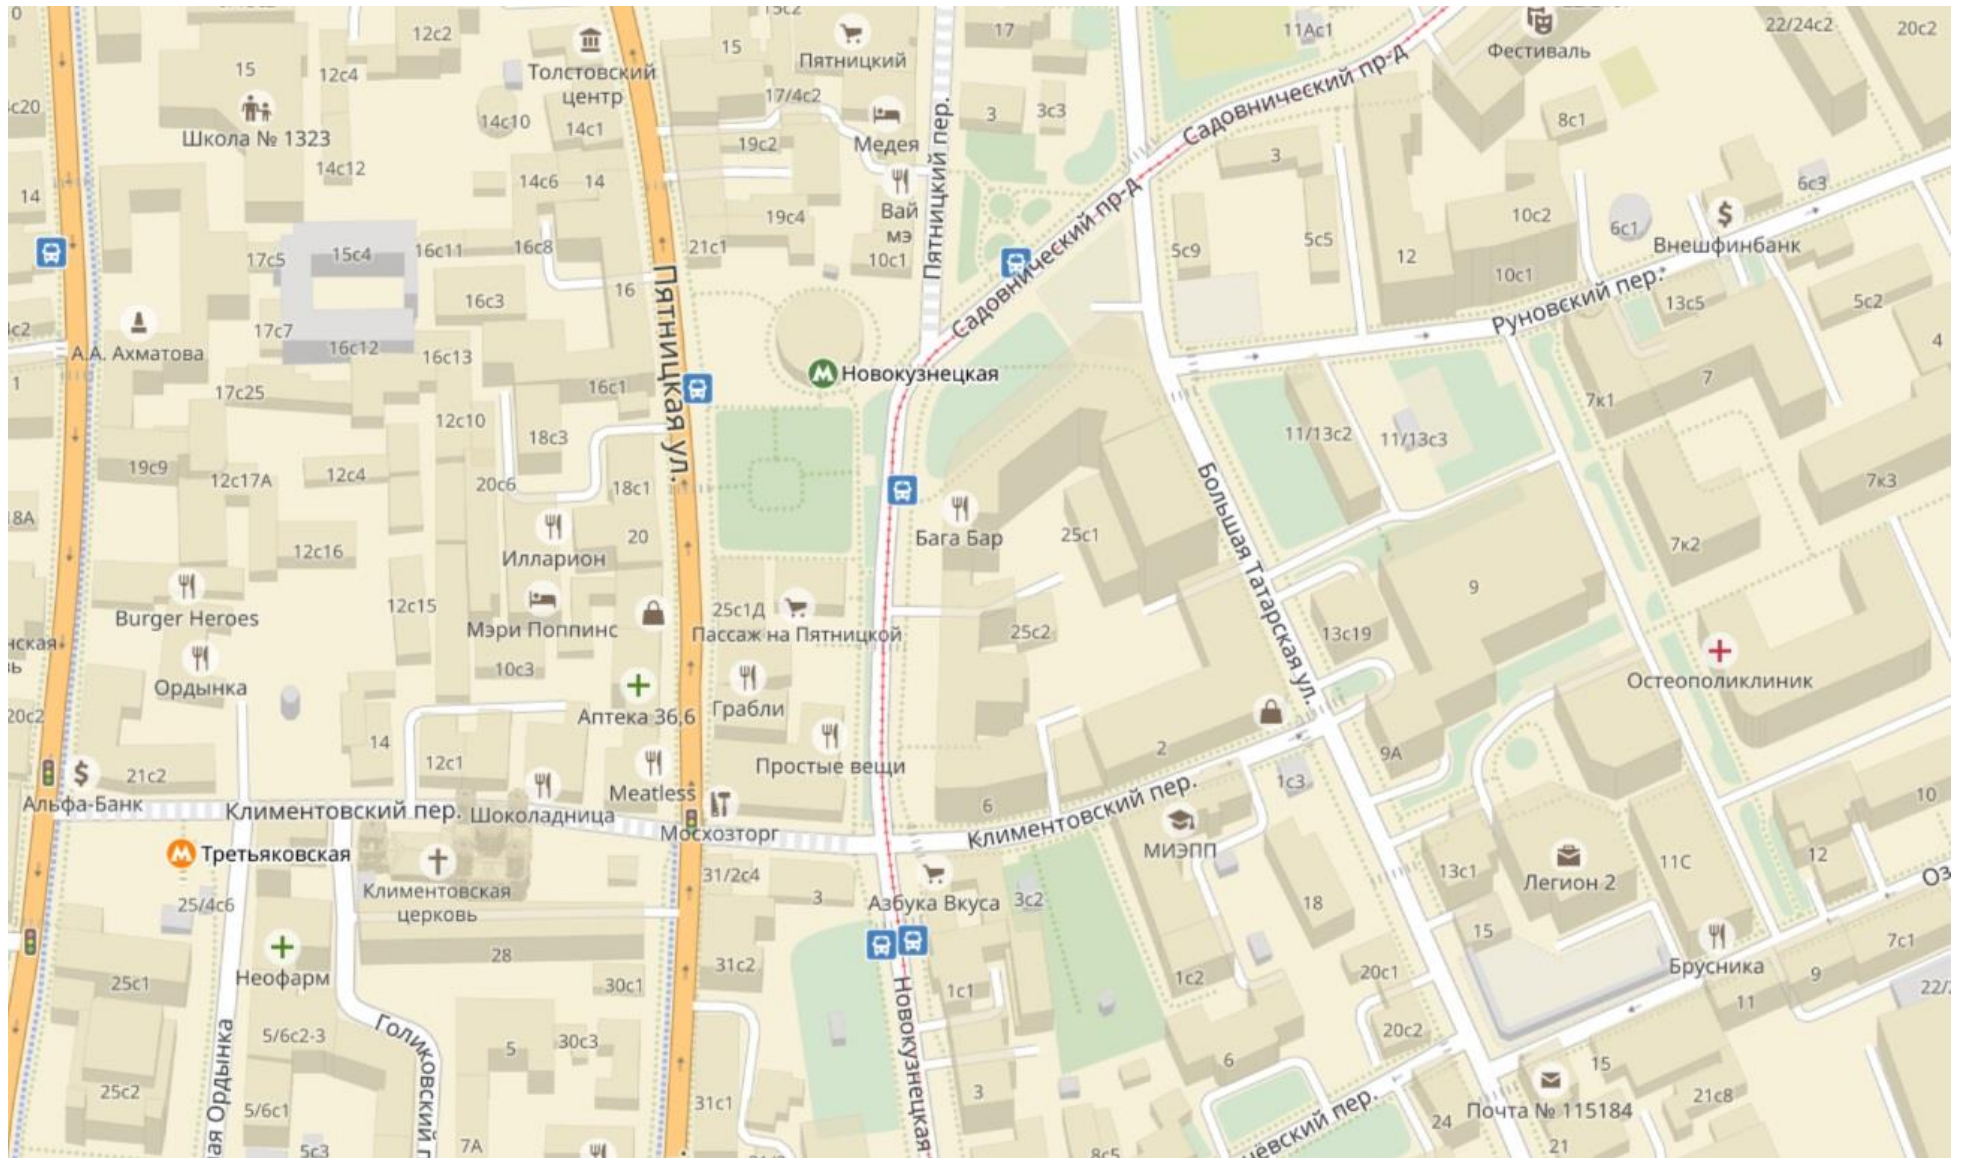 15с2
12с2
15
Пятницкий
17
11Ас1
Фестиваль
22/24с2
20с2
15
12с4
Толстовский
центр
17/4с2
Садовнический пр-д
с20
Школа № 1323
14с10
14с1
19с2
Медея
Пятницкий пер.
3
3с3
3
8с1
14
14с12
14с6
14
19с4
Вай
мэ
Садовнический пр-д
6с3
10с2
6с1
Внешфинбанк
17с5
15с4
16с11
16с8
21с1
10с1
5с9
5с5
12
10с1
16с3
16
Руновский пер.
13с5
5с2
17с7
А.А. Ахматова
16с12
16с13
Пятницкая ул.
Новокузнецкая
4
1
17с25
16с1
7к1
7
12с10
18с3
11/13с2
11/13с3
19с9
12с17А
12с4
20с6
18с1
Большая Татарская ул.
7к3
18А
12с16
Илларион
20
Бага Бар
25с1
7к2
Burger Heroes
12с15
Мэри Поппинс
25с1Д
Пассаж на Пятницкой
25с2
13с19
9
10с3
Ордынка
Аптека 36,6
Грабли
Остеополиклиник
20с2
14
12с1
Простые вещи
2
9А
21с2
Альфа-Банк
Meatless
1с3
6
10
Климентовский пер.
Шоколадница
Мосхозторг
Климентовский пер.
МИЭПП
Третьяковская
Климентовская
церковь
31/2с4
3
Азбука Вкуса
3с2
18
13с1
Легион 2
11С
12
25/4с6
15
Неофарм
28
31с2
Брусника
7с1
25с1
30с1
1с1
1с2
20с1
9
11
Голиковский п
5/6с2-3
5
30с3
Новокузнецкая
20с2
6
15
25с2
5/6с1
31с1
3
24
Почта № 115184
21с8
7А
5с3
8с5
21